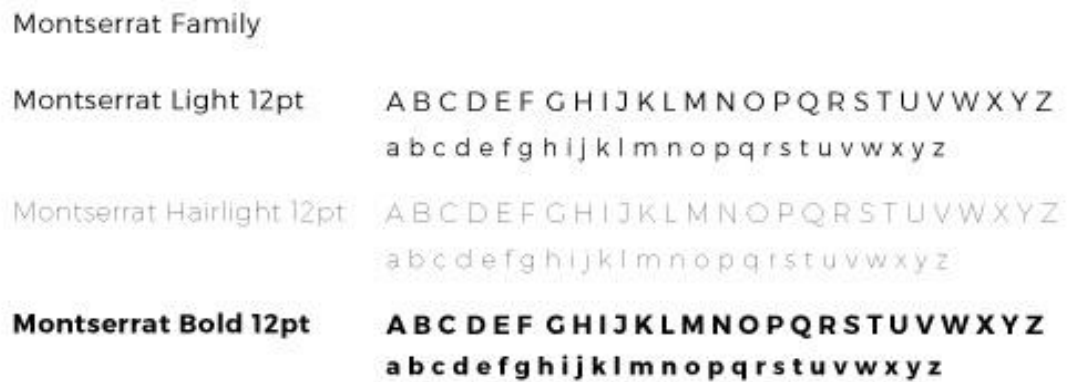 Montserrat Family
Montserrat Light 12pt A B C D E F G H I J K L M N O P Q R S T U V W X Y Z
a b c d e f g h i j k l m n o p q r s t u v w x y z
Montserrat Hairlight 12pt A B C D E F G H I J K L M N O P Q R S T U V W X Y Z
a b c d e f g h i j k l m n o p q r s t u v w x y z
Montserrat Bold 12pt A B C D E F G H I J K L M N O P Q R S T U V W X Y Z
a b c d e f g h i j k l m n o p q r s t u v w x y z